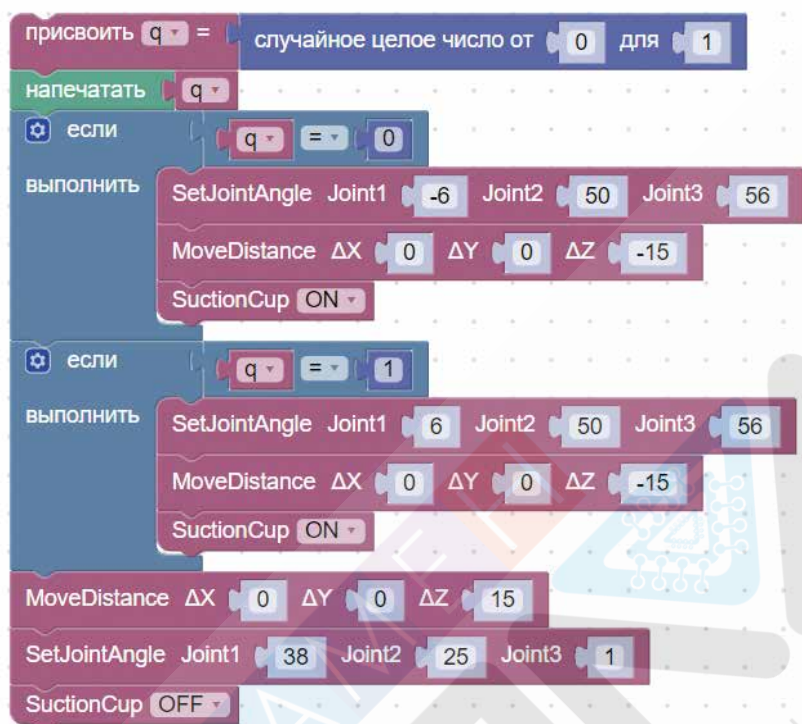 присвоить q = случайное целое число от 0 для 1
напечатать q
если q = 0
выполнить SetJointAngle Joint1 -6 Joint2 50 Joint3 56
MoveDistance ΔX 0 ΔY 0 ΔZ -15
SuctionCup ON
если q = 1
выполнить SetJointAngle Joint1 6 Joint2 50 Joint3 56
MoveDistance ΔX 0 ΔY 0 ΔZ -15
SuctionCup ON
MoveDistance ΔX 0 ΔY 0 ΔZ 15
SetJointAngle Joint1 38 Joint2 25 Joint3 1
SuctionCup OFF